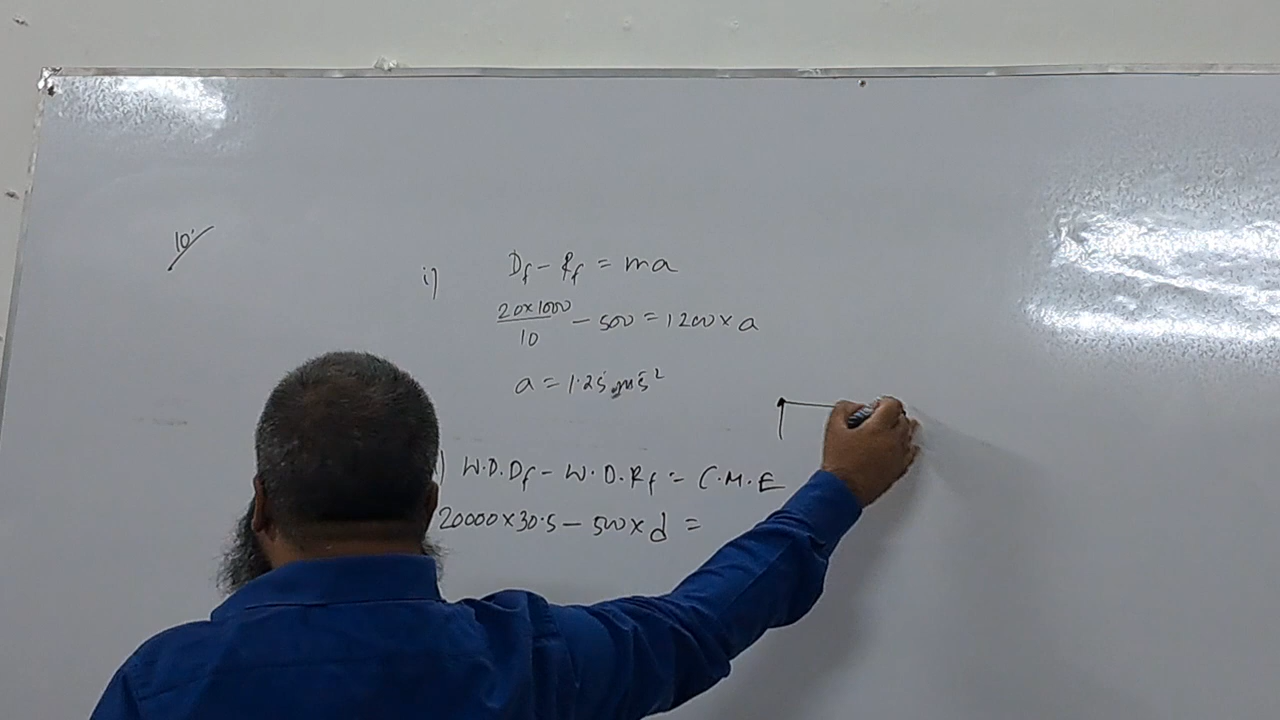 10.
i) Df - Rf = ma
20x1000/10 - 500 = 1200 x a
a = 1.25 ms⁻²
) W.D.Df - W.D.Rf = C.M.E
20000 x 30.5 - 500 x d =